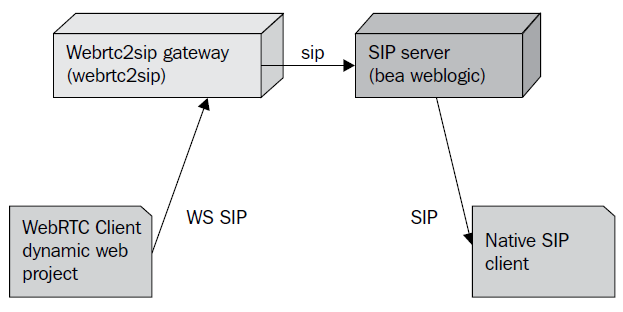 Webrtc2sip gateway
(webrtc2sip)
sip
SIP server
(bea weblogic)
WS SIP
SIP
WebRTC Client
dynamic web
project
Native SIP
client